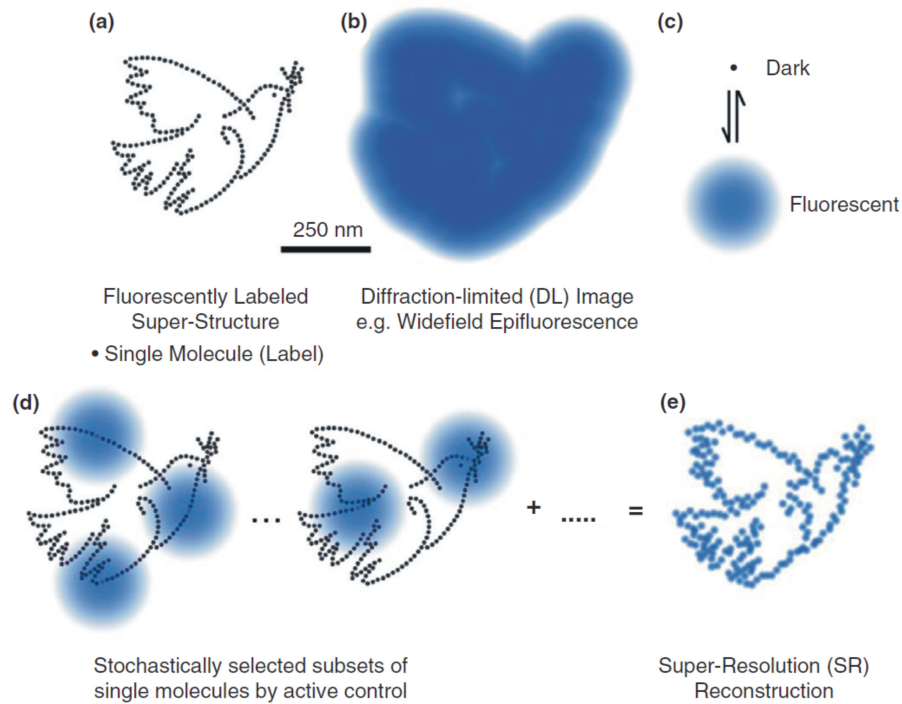 (a)
(b)
(c)
Dark
Fluorescent
250 nm
Fluorescently Labeled
Super-Structure
• Single Molecule (Label)
Diffraction-limited (DL) Image
e.g. Widefield Epifluorescence
(d)
(e)
... + ..... =
Stochastically selected subsets of
single molecules by active control
Super-Resolution (SR)
Reconstruction